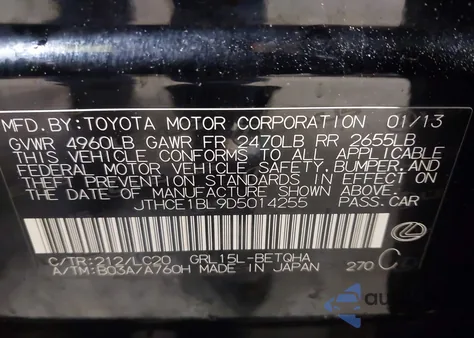 MFD.BY:TOYOTA MOTOR CORPORATION 01/13
GVWR 4960LB GAWR FR 2470LB RR 2655LB
THIS VEHICLE CONFORMS TO ALL APPLICABLE
FEDERAL MOTOR VEHICLE SAFETY, BUMPER, AND
THEFT PREVENTION STANDARDS IN EFFECT ON
THE DATE OF MANUFACTURE SHOWN ABOVE.
JTHCE1BL9D5014255 PASS.CAR
C/TR:212/LC20 GRL15L-BETQHA
A/TM:B03A/A760H MADE IN JAPAN 270 C